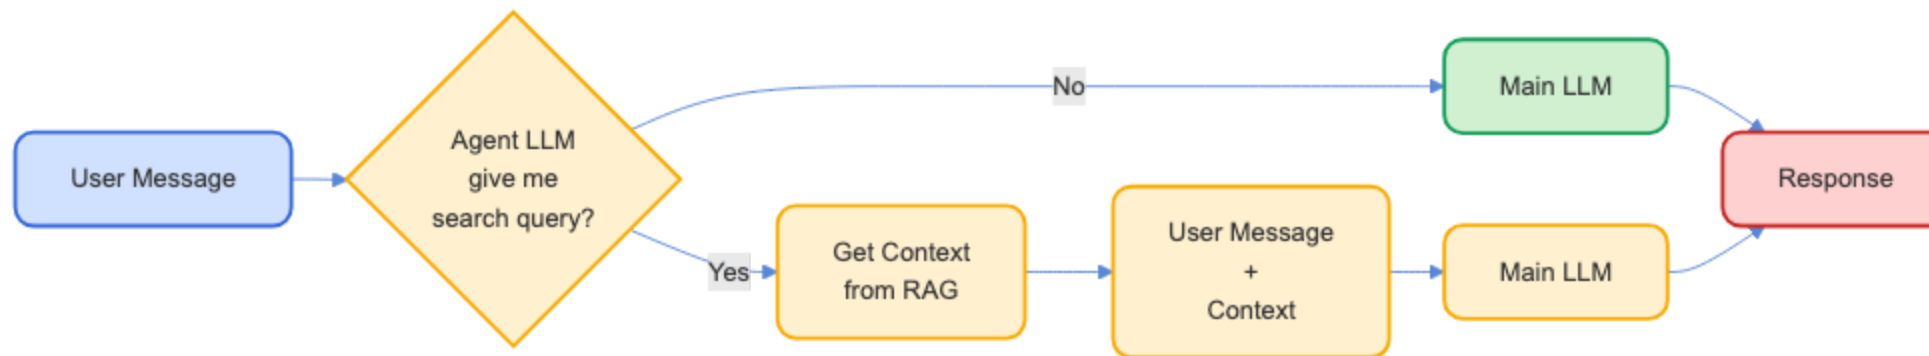 User Message
Agent LLM
give me
search query?
No
Yes
Main LLM
Get Context
from RAG
User Message
+
Context
Main LLM
Response